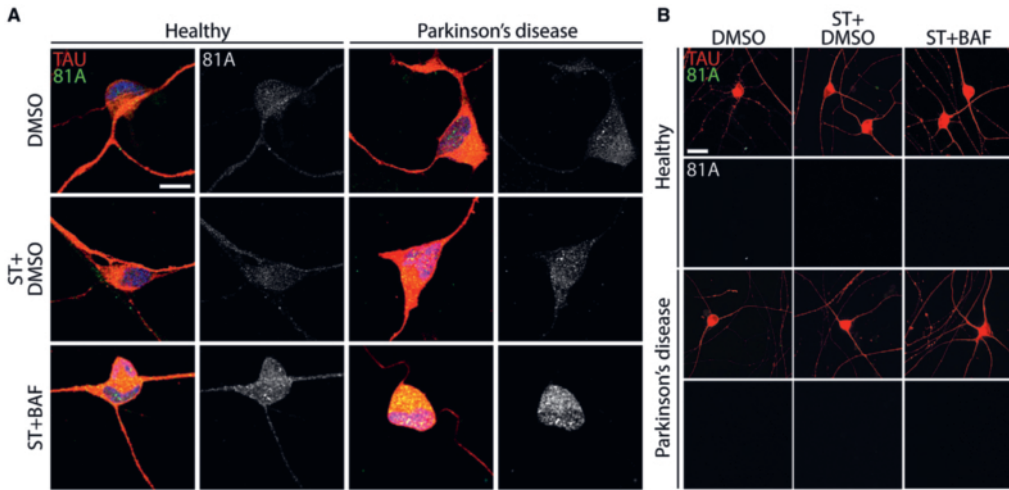 A
Healthy
Parkinson's disease
TAU
81A
81A
DMSO
ST+
DMSO
ST+BAF
B
DMSO
ST+
DMSO
ST+BAF
TAU
81A
Healthy
81A
Parkinson's disease